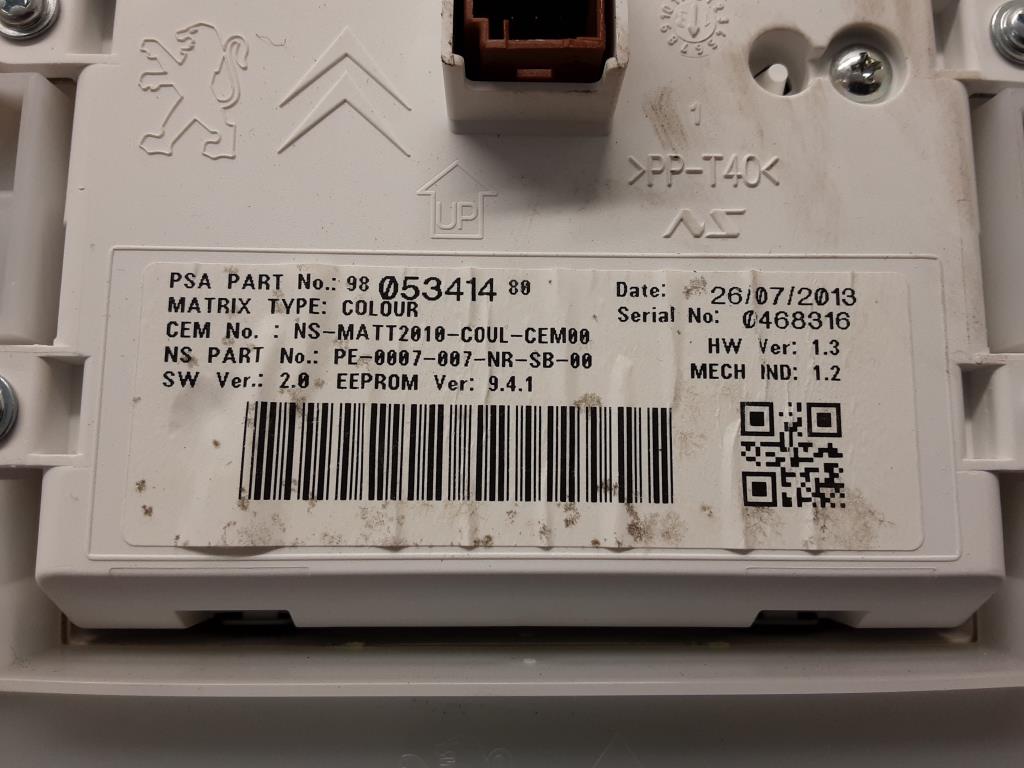 1
>PP-T40<
UP
NS
PSA PART No.: 98 053414 80
MATRIX TYPE: COLOUR
CEM No. : NS-MATT2010-COUL-CEM00
NS PART No.: PE-0007-007-NR-SB-00
SW Ver.: 2.0 EEPROM Ver: 9.4.1
Date: 26/07/2013
Serial No: 0468316
HW Ver: 1.3
MECH IND: 1.2